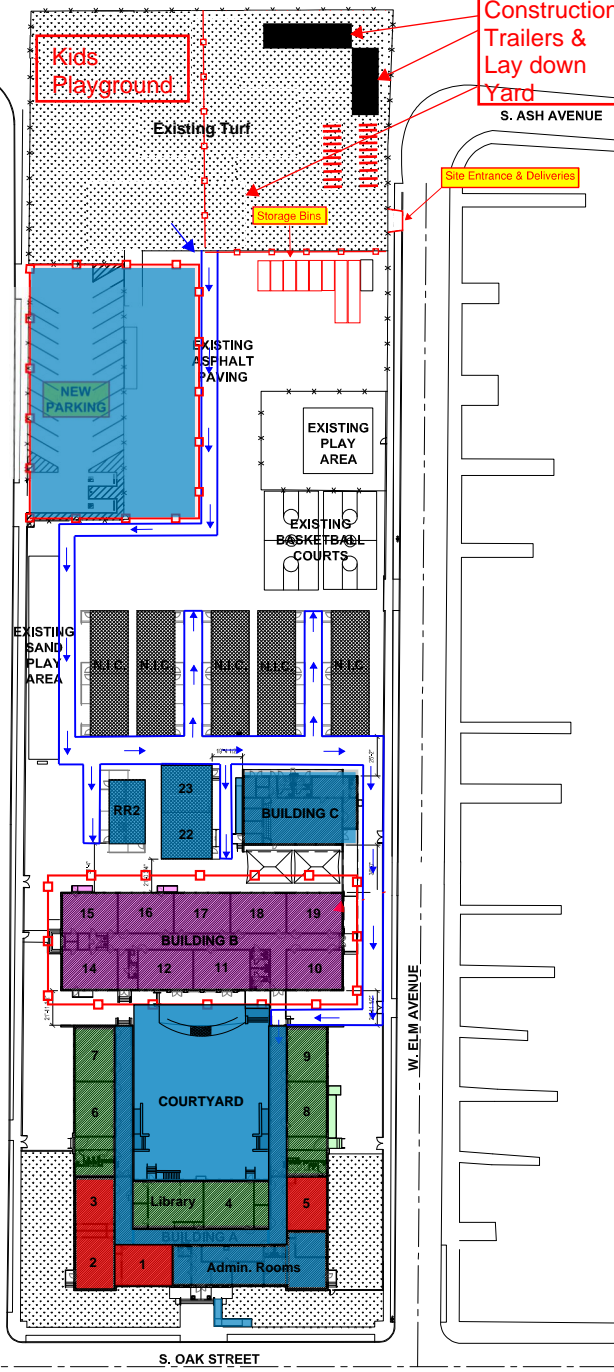 Construction
Trailers &
Lay down
Yard
Kids
Playground
S. ASH AVENUE
Existing Turf
Site Entrance & Deliveries
Storage Bins
EXISTING
ASPHALT
PAVING
NEW
PARKING
EXISTING
PLAY
AREA
EXISTING
BASKETBALL
COURTS
EXISTING
SAND
PLAY
AREA
N.I.C.
N.I.C.
N.I.C.
N.I.C.
N.I.C.
23
RR2
BUILDING C
22
15
16
17
18
19
BUILDING B
14
12
11
10
W. ELM AVENUE
7
9
COURTYARD
6
8
3
Library
4
5
BUILDING A
2
1
Admin. Rooms
S. OAK STREET